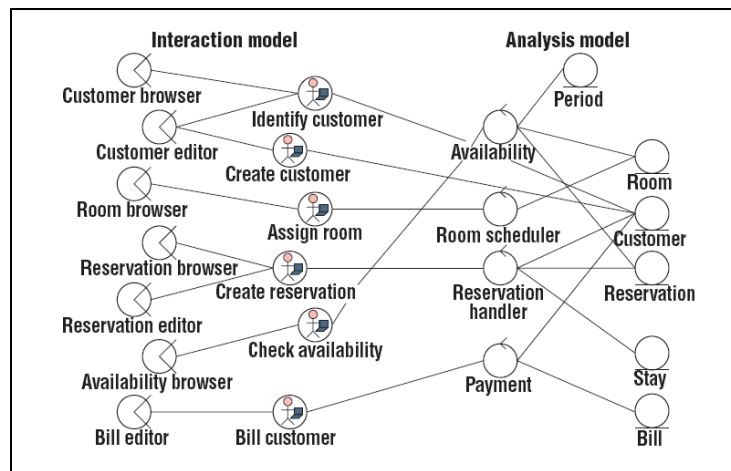 Interaction model
Analysis model
Customer browser
Identify customer
Period
Customer editor
Availability
Create customer
Room
Room browser
Assign room
Room scheduler
Customer
Reservation browser
Create reservation
Reservation
handler
Reservation
Reservation editor
Check availability
Availability browser
Payment
Stay
Bill editor
Bill customer
Bill